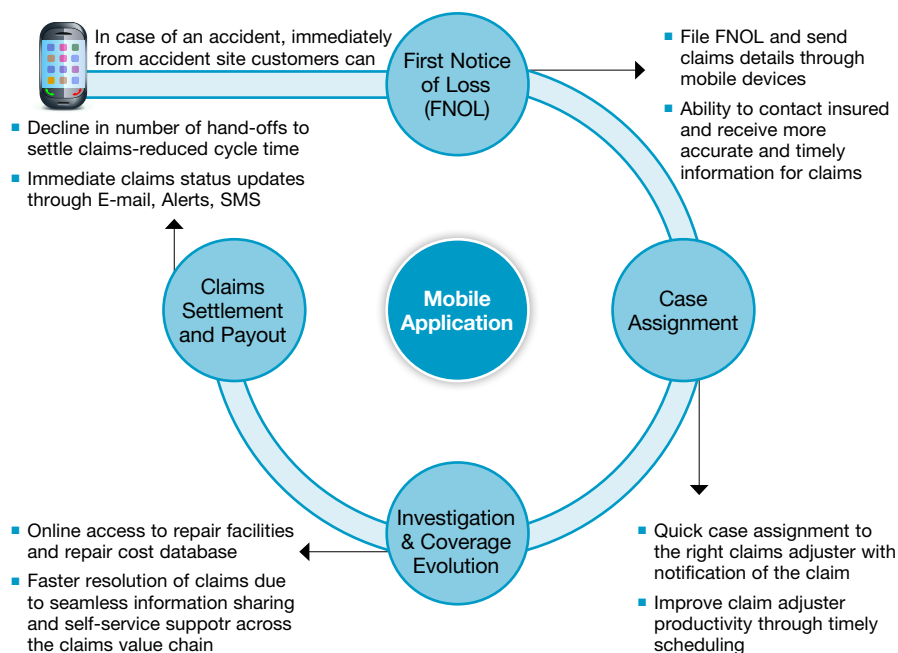 In case of an accident, immediately
from accident site customers can
First Notice
of Loss
(FNOL)
▪ File FNOL and send
claims details through
mobile devices
▪ Ability to contact insured
and receive more
accurate and timely
information for claims
▪ Decline in number of hand-offs to
settle claims-reduced cycle time
▪ Immediate claims status updates
through E-mail, Alerts, SMS
Claims
Settlement
and Payout
Mobile
Application
Case
Assignment
Investigation
& Coverage
Evolution
▪ Online access to repair facilities
and repair cost database
▪ Faster resolution of claims due
to seamless information sharing
and self-service suppotr across
the claims value chain
▪ Quick case assignment to
the right claims adjuster with
notification of the claim
▪ Improve claim adjuster
productivity through timely
scheduling